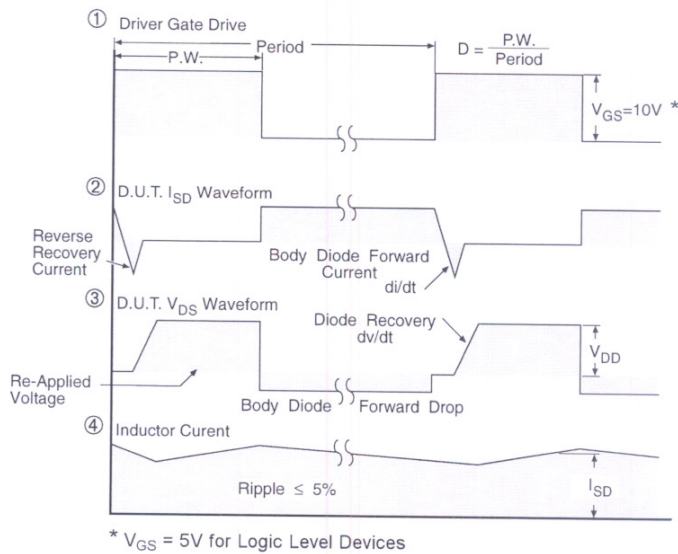 ① Driver Gate Drive
P.W.
Period
D = P.W. / Period
V_GS=10V *
② D.U.T. I_SD Waveform
Reverse
Recovery
Current
Body Diode Forward
Current
di/dt
③ D.U.T. V_DS Waveform
Diode Recovery
dv/dt
V_DD
Re-Applied
Voltage
Body Diode Forward Drop
④ Inductor Curent
Ripple ≤ 5%
I_SD
* V_GS = 5V for Logic Level Devices